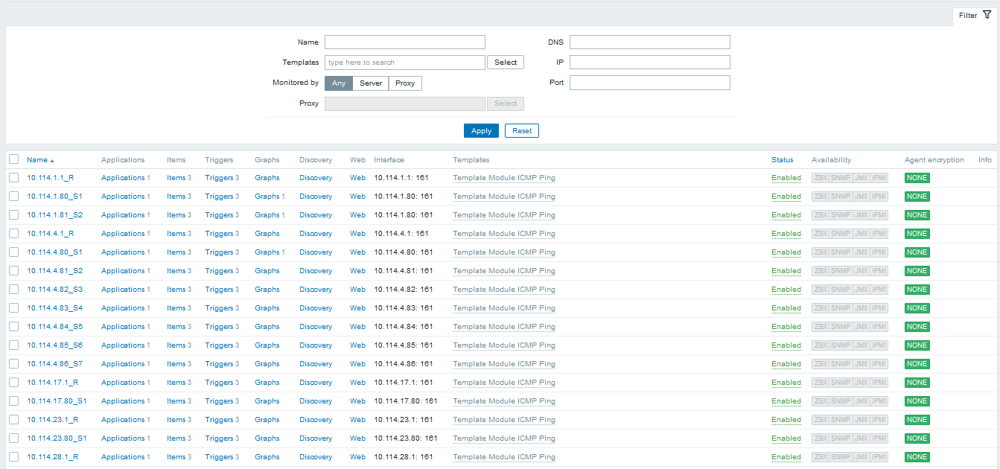 Filter
Name DNS
Templates type here to search Select IP
Monitored by Any Server Proxy Port
Proxy Select
Apply Reset
Name Applications Items Triggers Graphs Discovery Web Interface Templates Status Availability Agent encryption Info
10.114.1.1_R Applications 1 Items 3 Triggers 3 Graphs Discovery Web 10.114.1.1: 161 Template Module ICMP Ping Enabled ZBX SNMP JMX IPMI NONE
10.114.1.80_S1 Applications 1 Items 3 Triggers 3 Graphs 1 Discovery Web 10.114.1.80: 161 Template Module ICMP Ping Enabled ZBX SNMP JMX IPMI NONE
10.114.1.81_S2 Applications 1 Items 3 Triggers 3 Graphs 1 Discovery Web 10.114.1.80: 161 Template Module ICMP Ping Enabled ZBX SNMP JMX IPMI NONE
10.114.4.1_R Applications 1 Items 3 Triggers 3 Graphs Discovery Web 10.114.4.1: 161 Template Module ICMP Ping Enabled ZBX SNMP JMX IPMI NONE
10.114.4.80_S1 Applications 1 Items 3 Triggers 3 Graphs 1 Discovery Web 10.114.4.80: 161 Template Module ICMP Ping Enabled ZBX SNMP JMX IPMI NONE
10.114.4.81_S2 Applications 1 Items 3 Triggers 3 Graphs Discovery Web 10.114.4.81: 161 Template Module ICMP Ping Enabled ZBX SNMP JMX IPMI NONE
10.114.4.82_S3 Applications 1 Items 3 Triggers 3 Graphs Discovery Web 10.114.4.82: 161 Template Module ICMP Ping Enabled ZBX SNMP JMX IPMI NONE
10.114.4.83_S4 Applications 1 Items 3 Triggers 3 Graphs Discovery Web 10.114.4.83: 161 Template Module ICMP Ping Enabled ZBX SNMP JMX IPMI NONE
10.114.4.84_S5 Applications 1 Items 3 Triggers 3 Graphs Discovery Web 10.114.4.84: 161 Template Module ICMP Ping Enabled ZBX SNMP JMX IPMI NONE
10.114.4.85_S6 Applications 1 Items 3 Triggers 3 Graphs Discovery Web 10.114.4.85: 161 Template Module ICMP Ping Enabled ZBX SNMP JMX IPMI NONE
10.114.4.86_S7 Applications 1 Items 3 Triggers 3 Graphs Discovery Web 10.114.4.86: 161 Template Module ICMP Ping Enabled ZBX SNMP JMX IPMI NONE
10.114.17.1_R Applications 1 Items 3 Triggers 3 Graphs Discovery Web 10.114.17.1: 161 Template Module ICMP Ping Enabled ZBX SNMP JMX IPMI NONE
10.114.17.80_S1 Applications 1 Items 3 Triggers 3 Graphs Discovery Web 10.114.17.80: 161 Template Module ICMP Ping Enabled ZBX SNMP JMX IPMI NONE
10.114.23.1_R Applications 1 Items 3 Triggers 3 Graphs Discovery Web 10.114.23.1: 161 Template Module ICMP Ping Enabled ZBX SNMP JMX IPMI NONE
10.114.23.80_S1 Applications 1 Items 3 Triggers 3 Graphs Discovery Web 10.114.23.80: 161 Template Module ICMP Ping Enabled ZBX SNMP JMX IPMI NONE
10.114.28.1_R Applications 1 Items 3 Triggers 3 Graphs Discovery Web 10.114.28.1: 161 Template Module ICMP Ping Enabled ZBX SNMP JMX IPMI NONE